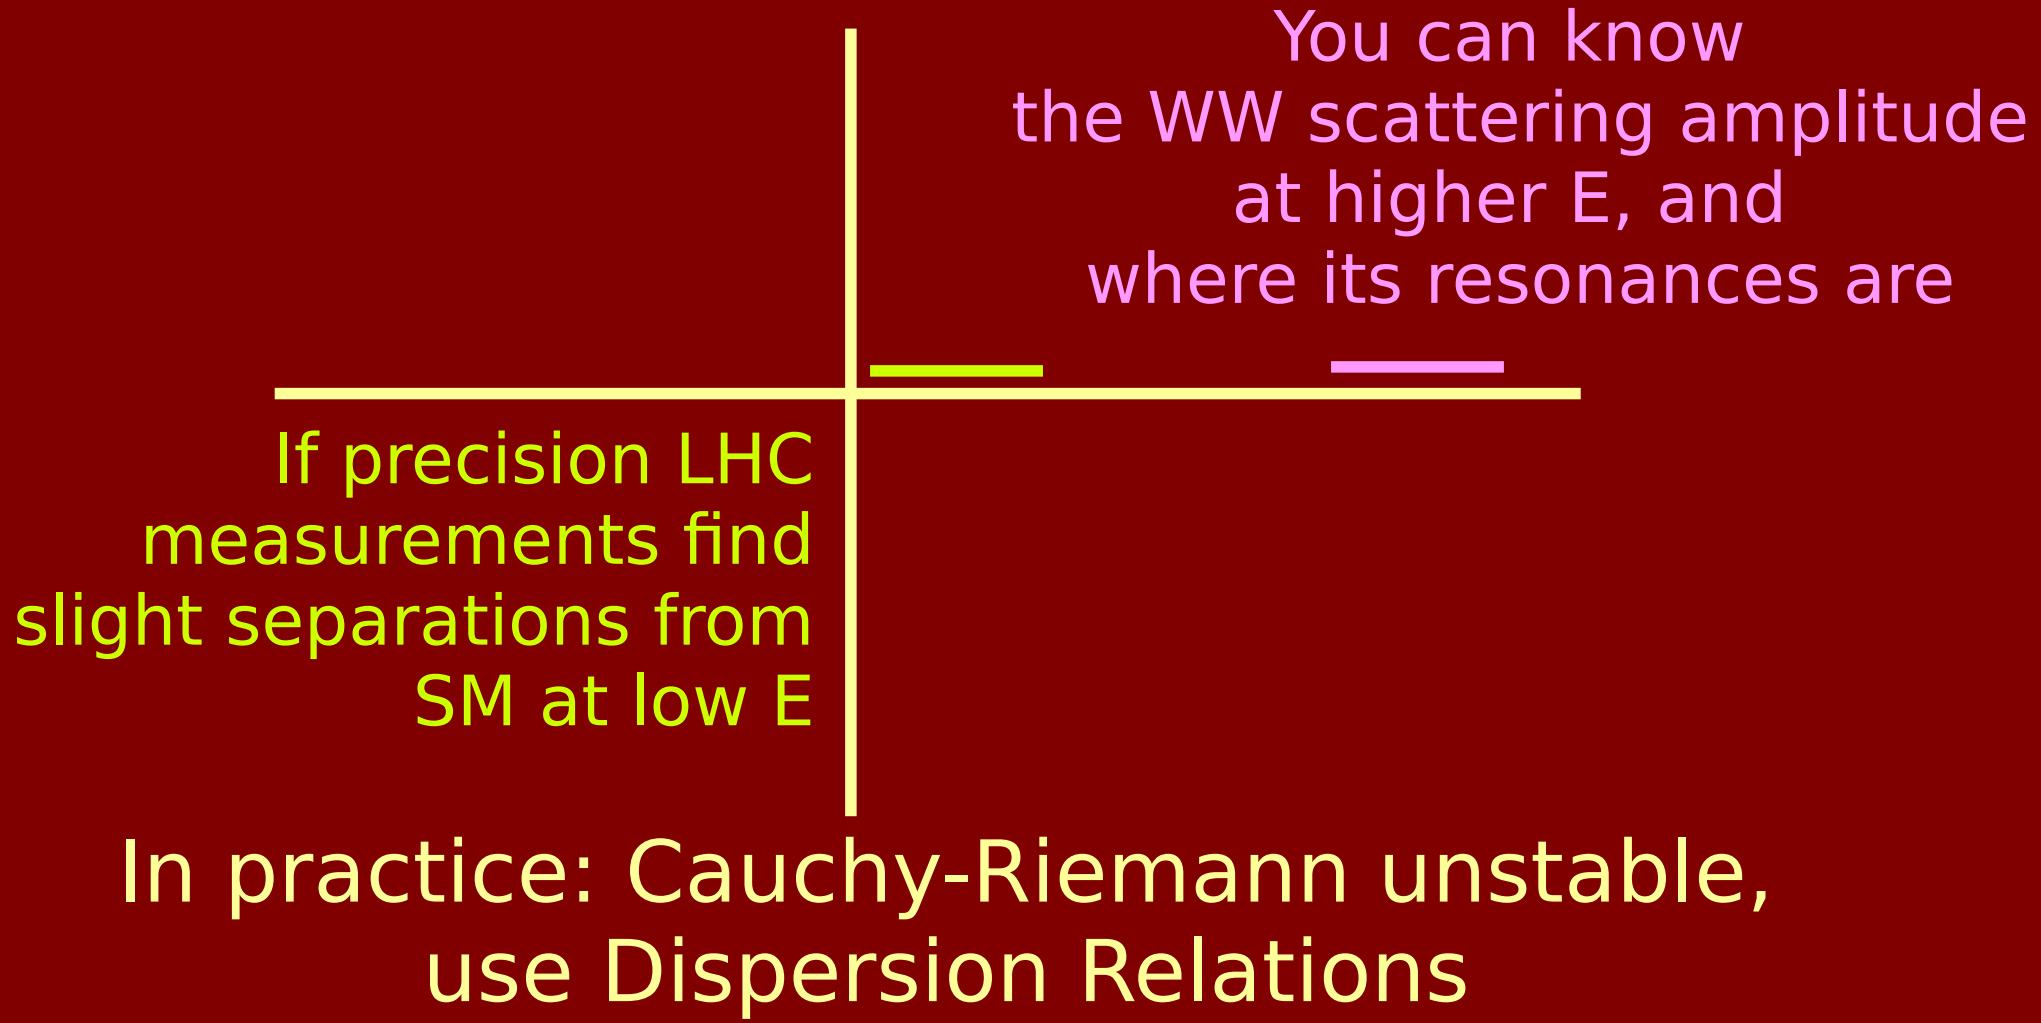 You can know
the WW scattering amplitude
at higher E, and
where its resonances are
If precision LHC
measurements find
slight separations from
SM at low E
In practice: Cauchy-Riemann unstable,
use Dispersion Relations